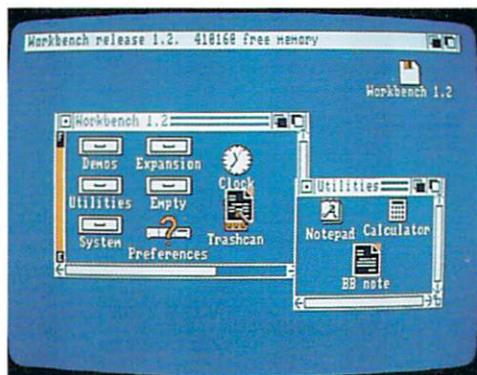 Workbench release 1.2. 410168 free memory
Workbench 1.2
Workbench 1.2
Demos Expansion Clock
Utilities Empty
System Preferences Trashcan
Utilities
Notepad Calculator
BB note